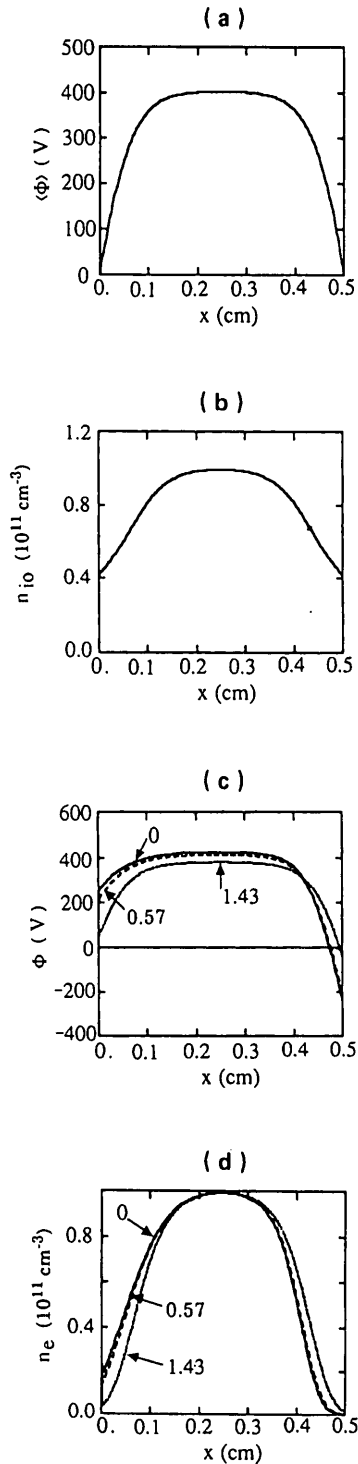 ( a )
500
400
300
200
100
0
⟨Φ⟩ ( V )
0. 0.1 0.2 0.3 0.4 0.5
x (cm)
( b )
1.2
0.8
0.4
0.0
n_io (10^11 cm^-3)
0. 0.1 0.2 0.3 0.4 0.5
x (cm)
( c )
600
400
200
0
-200
-400
Φ ( V )
0
0.57
1.43
0. 0.1 0.2 0.3 0.4 0.5
x (cm)
( d )
0.8
0.4
0.0
n_e (10^11 cm^-3)
0
0.57
1.43
0. 0.1 0.2 0.3 0.4 0.5
x (cm)